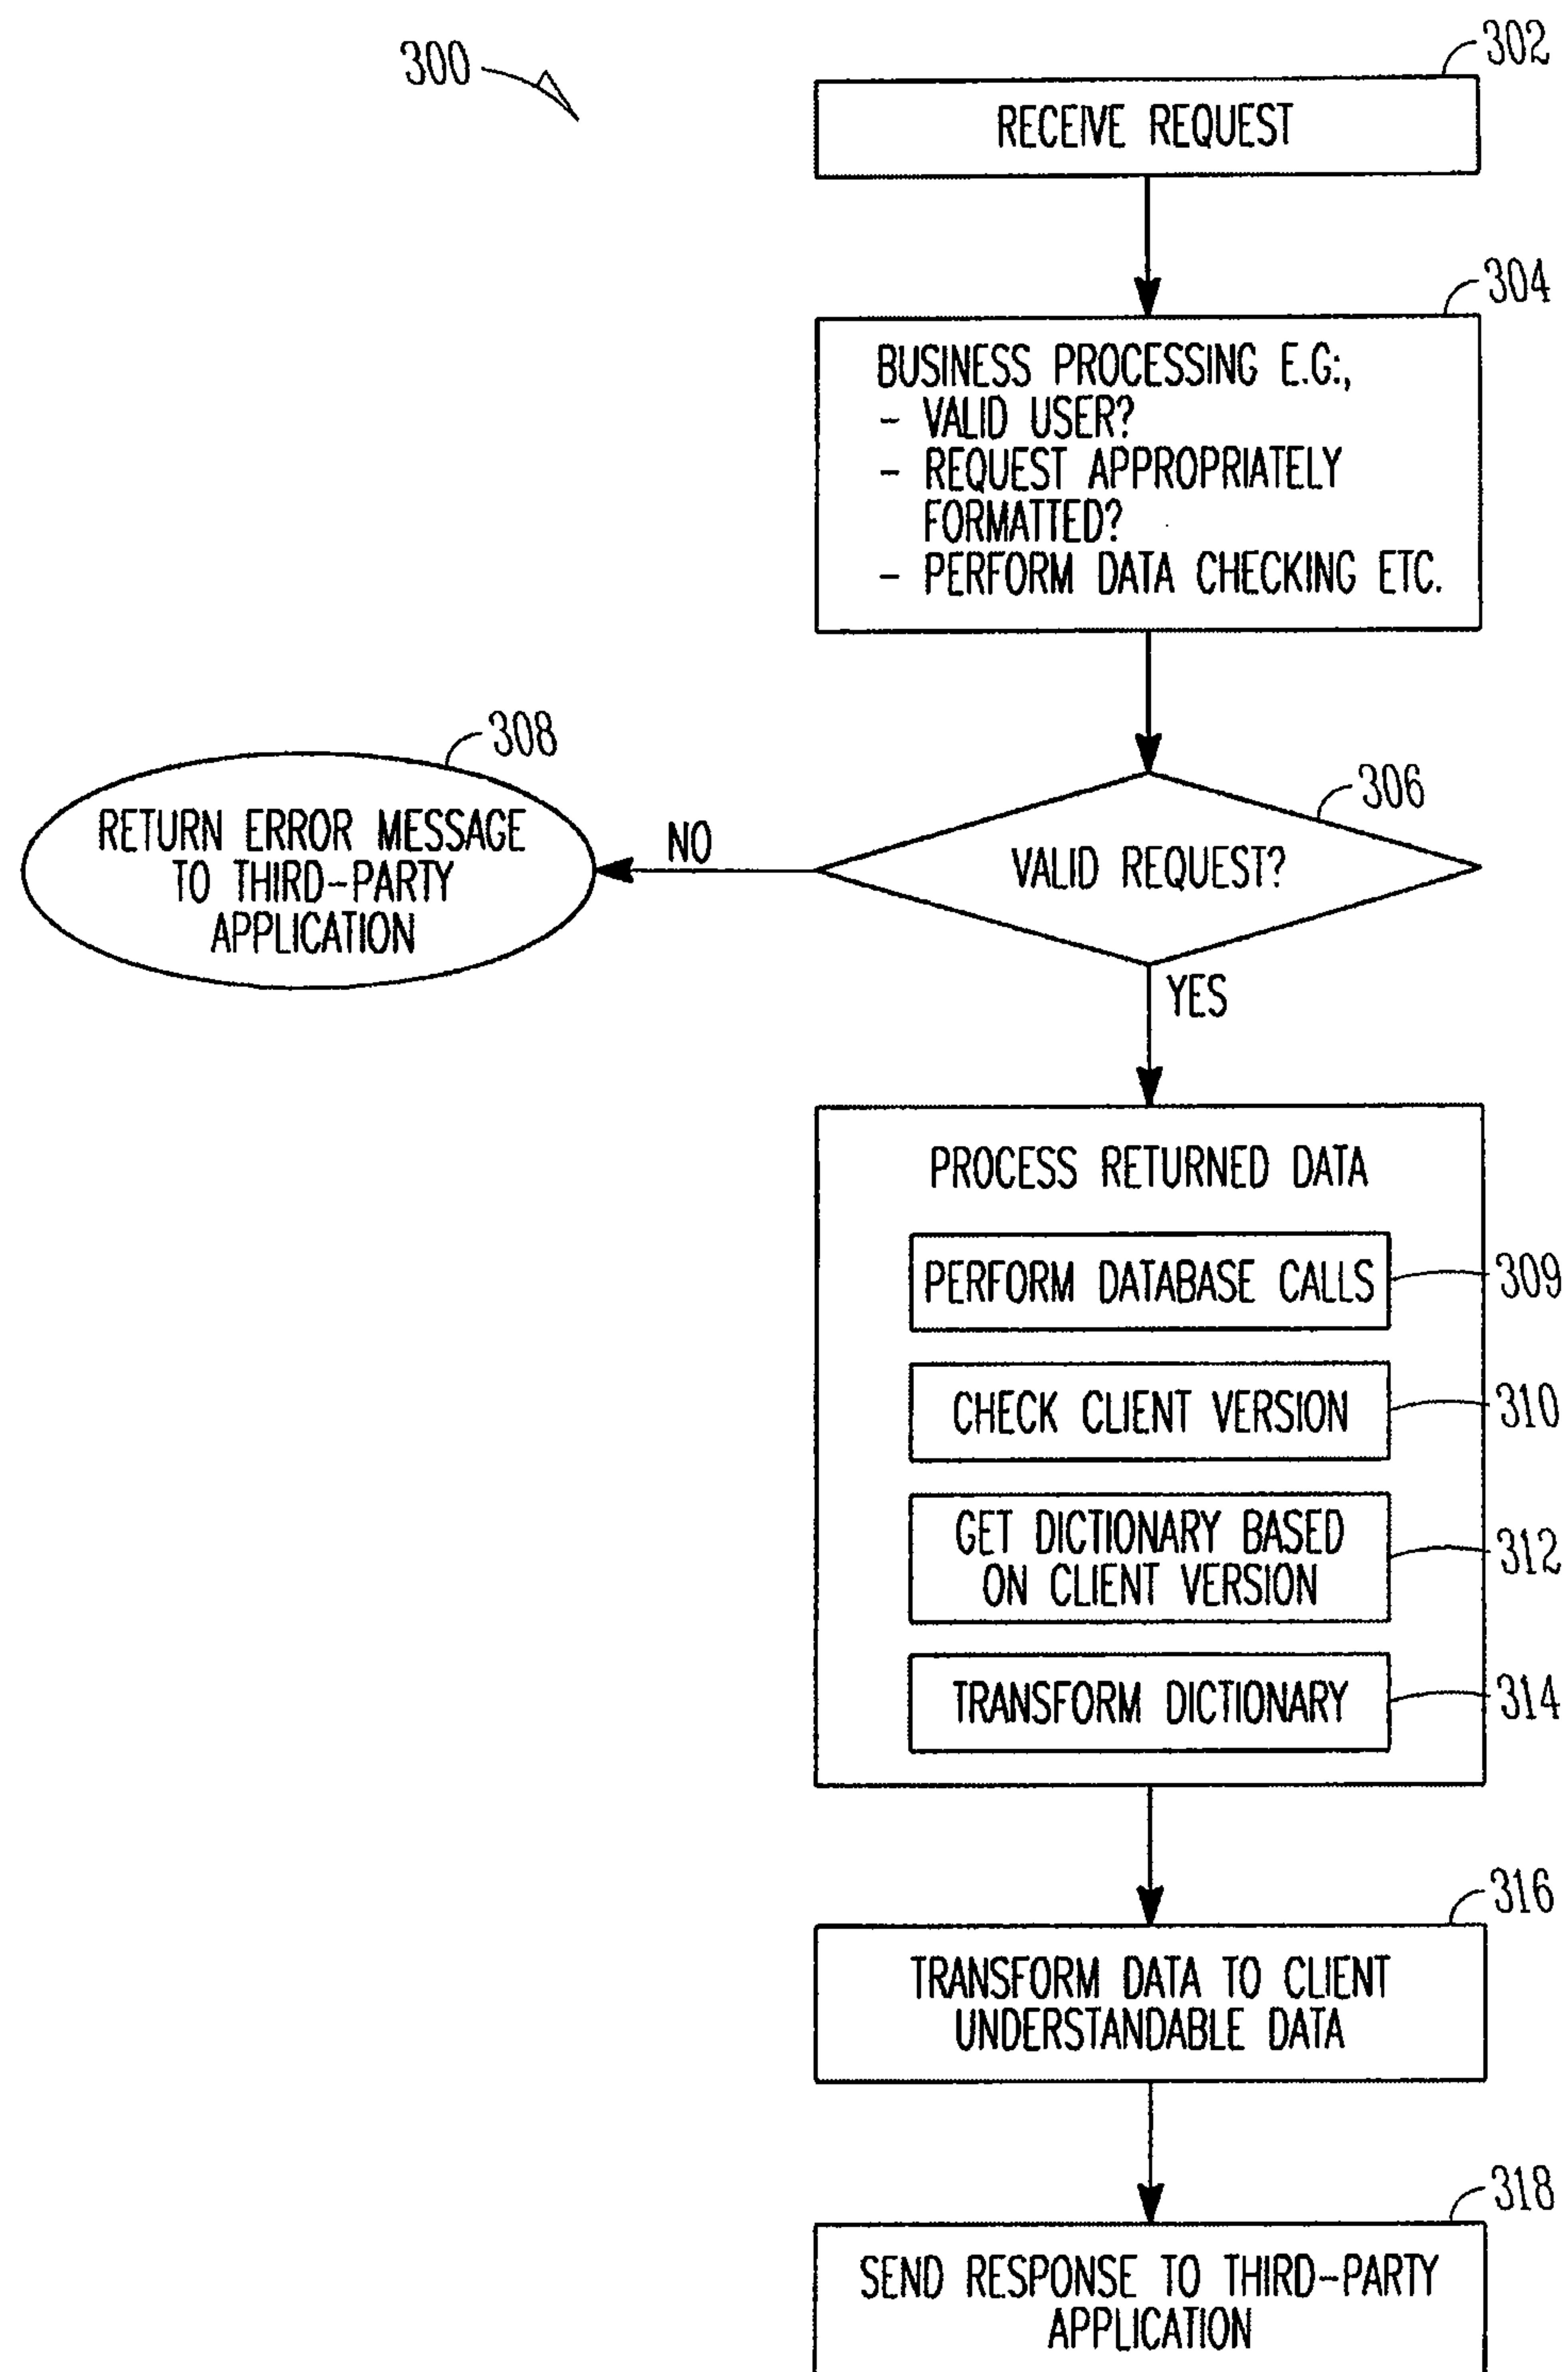 300
302
RECEIVE REQUEST
304
BUSINESS PROCESSING E.G:,
- VALID USER?
- REQUEST APPROPRIATELY
FORMATTED?
- PERFORM DATA CHECKING ETC.
306
VALID REQUEST?
NO
308
RETURN ERROR MESSAGE
TO THIRD-PARTY
APPLICATION
YES
PROCESS RETURNED DATA
PERFORM DATABASE CALLS
309
CHECK CLIENT VERSION
310
GET DICTIONARY BASED
ON CLIENT VERSION
312
TRANSFORM DICTIONARY
314
316
TRANSFORM DATA TO CLIENT
UNDERSTANDABLE DATA
318
SEND RESPONSE TO THIRD-PARTY
APPLICATION